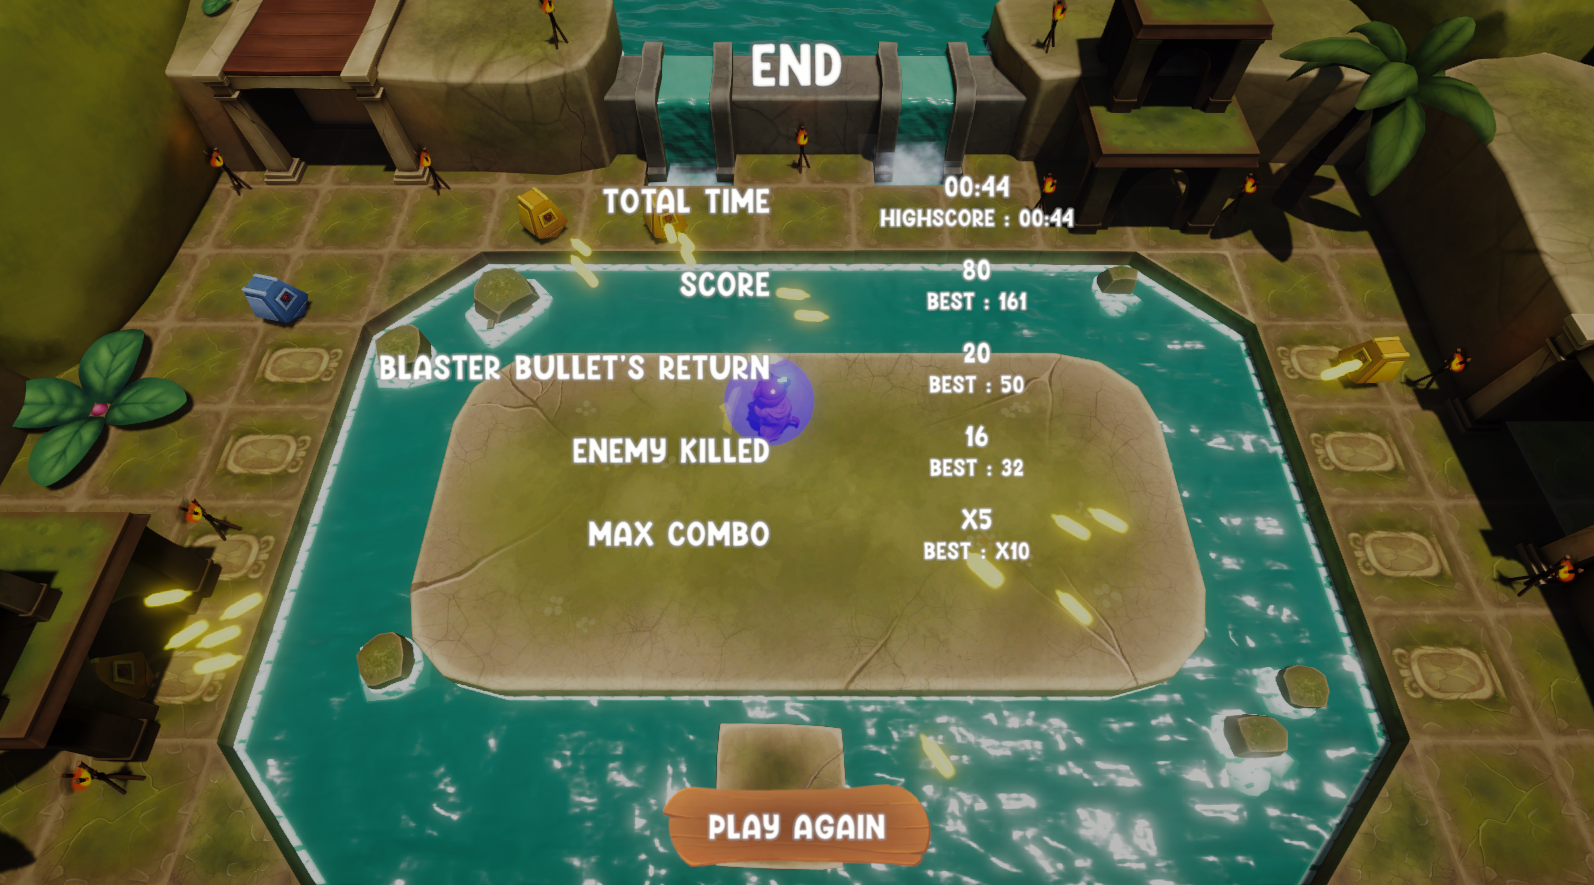 END
TOTAL TIME
00:44
HIGHSCORE : 00:44
SCORE
80
BEST : 161
BLASTER BULLET'S RETURN
20
BEST : 50
ENEMY KILLED
16
BEST : 32
MAX COMBO
X5
BEST : X10
PLAY AGAIN